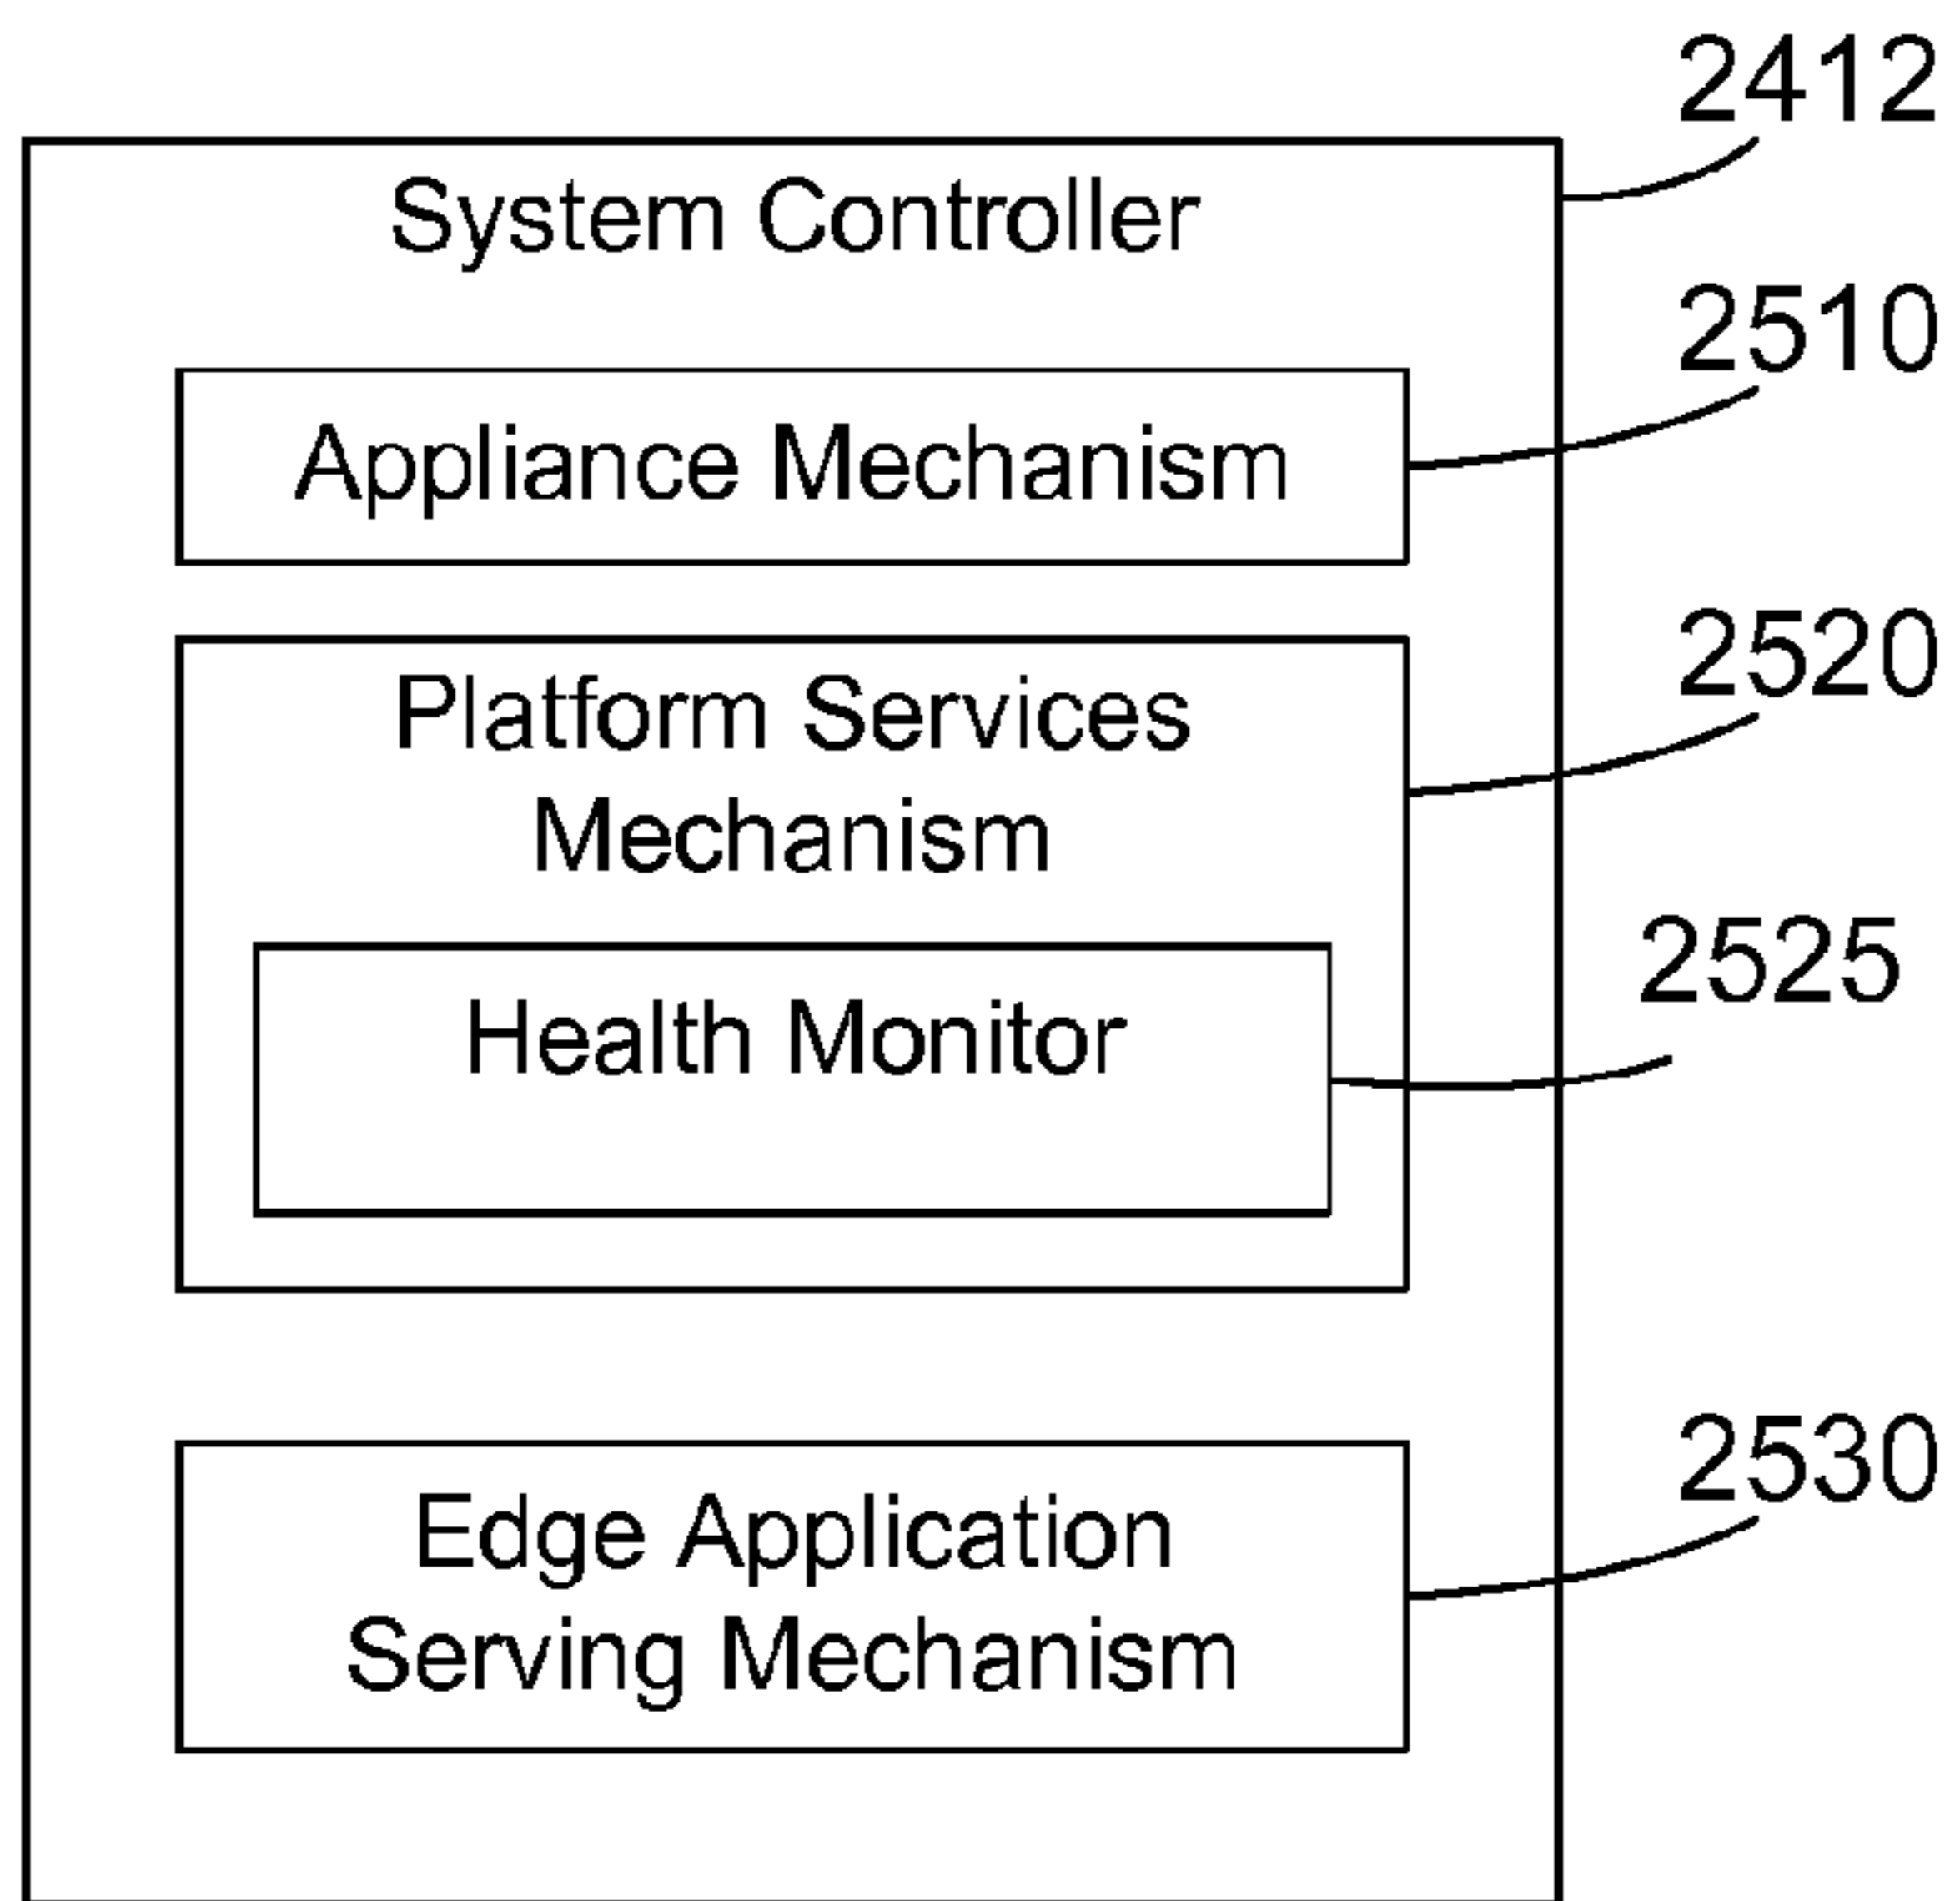 2412
System Controller
2510
Appliance Mechanism
2520
Platform Services
Mechanism
2525
Health Monitor
2530
Edge Application
Serving Mechanism